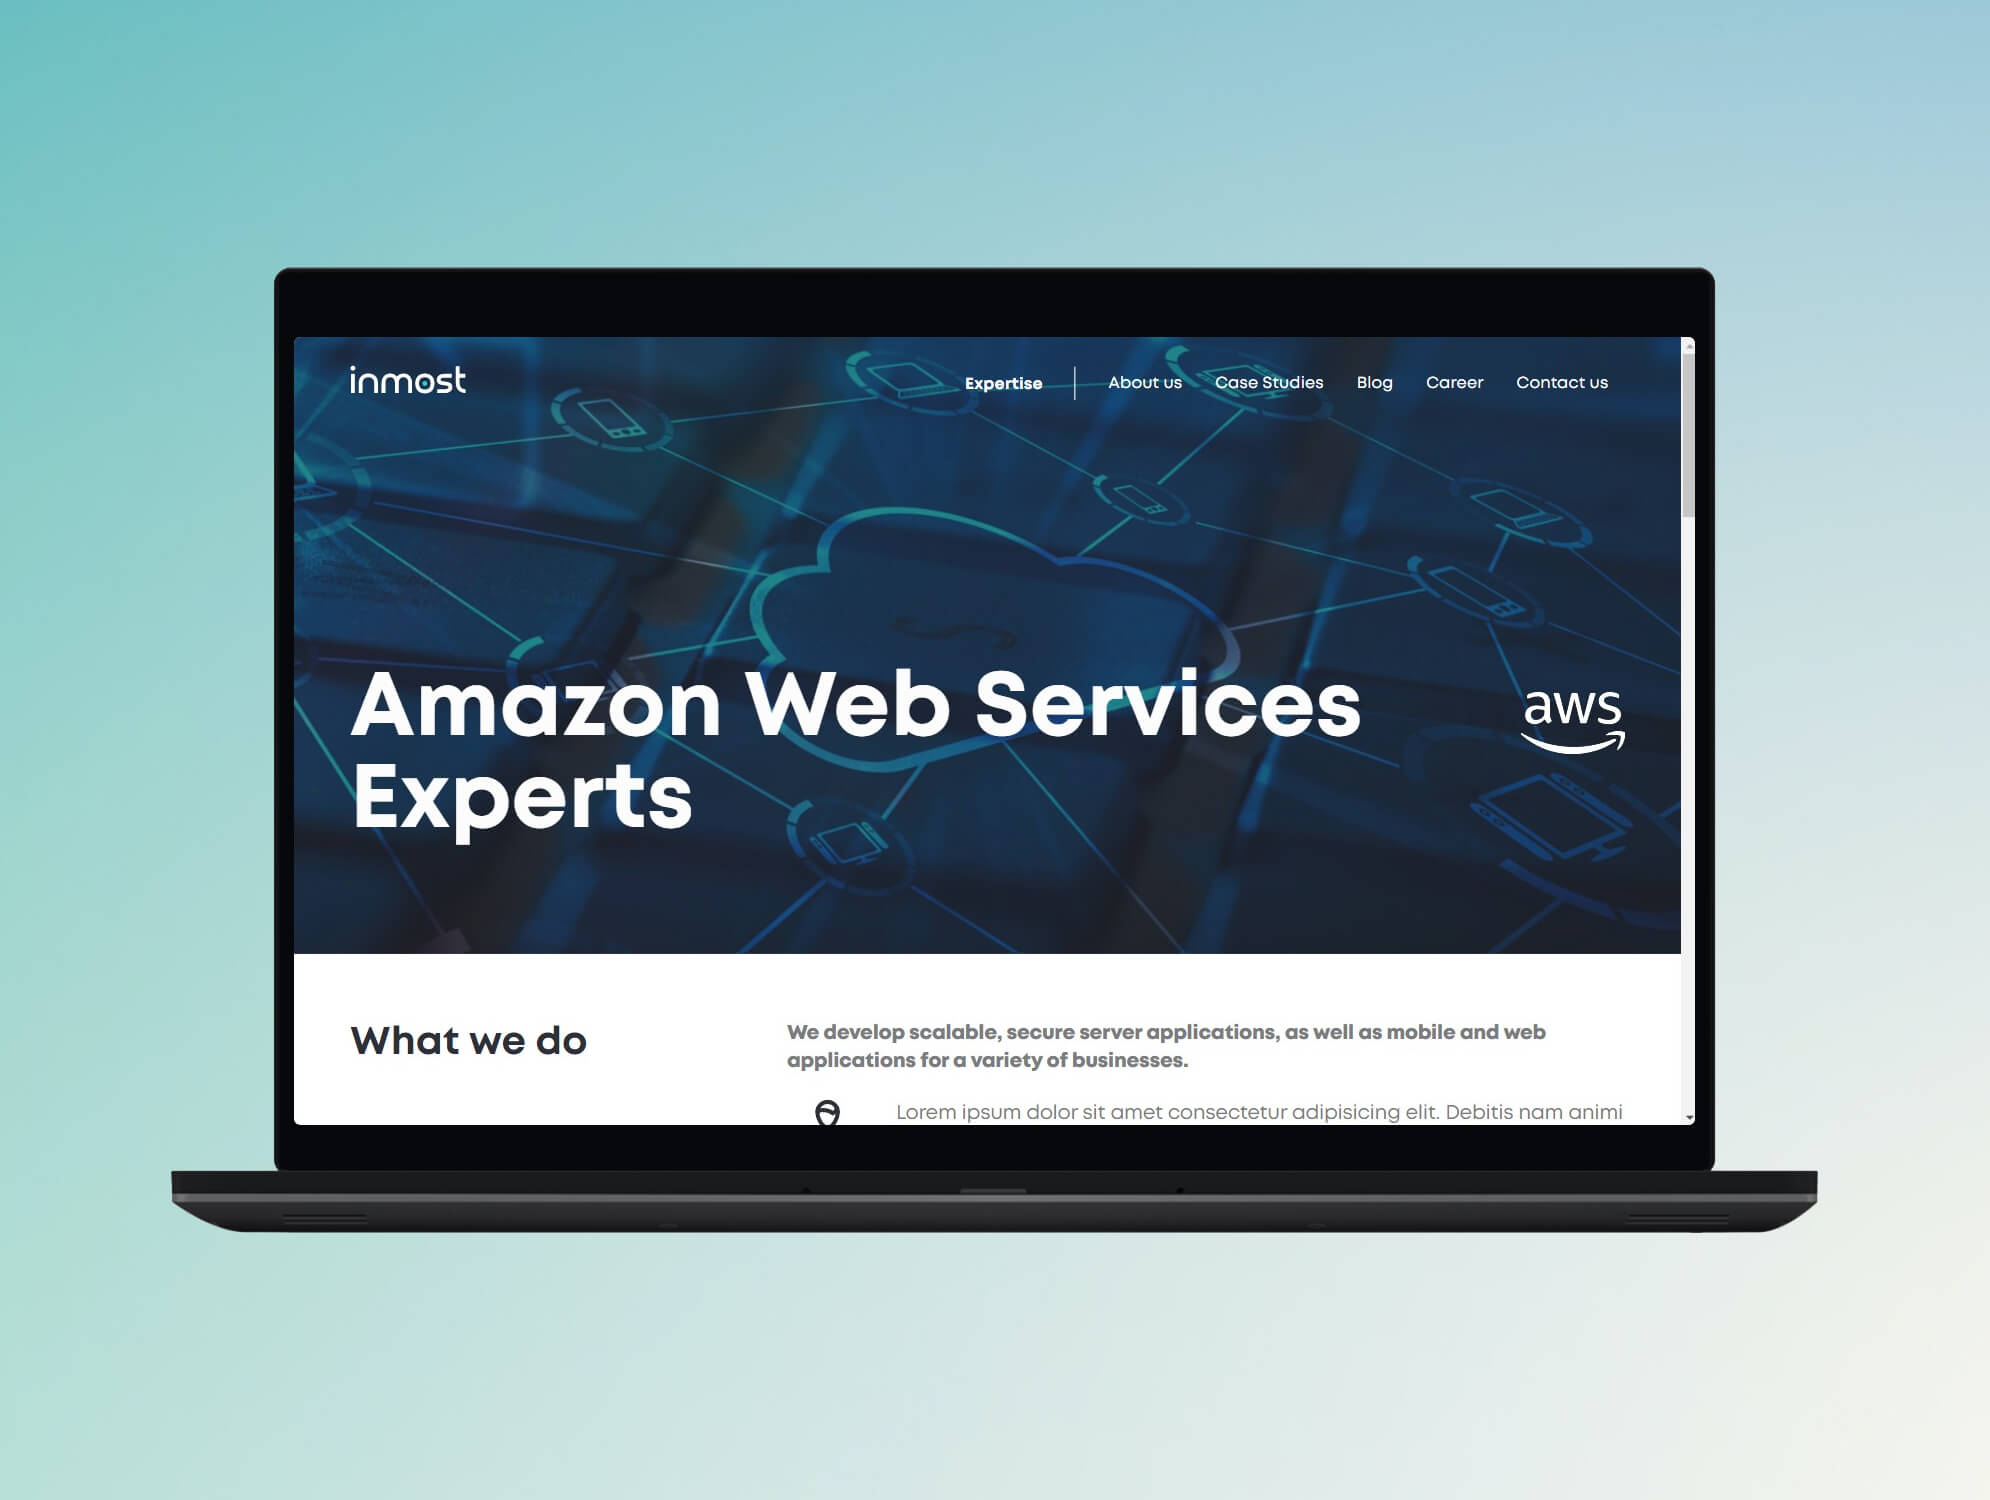 inmost
Expertise
About us
Case Studies
Blog
Career
Contact us
Amazon Web Services
Experts
aws
What we do
We develop scalable, secure server applications, as well as mobile and web
applications for a variety of businesses.
Lorem ipsum dolor sit amet consectetur adipisicing elit. Debitis nam animi